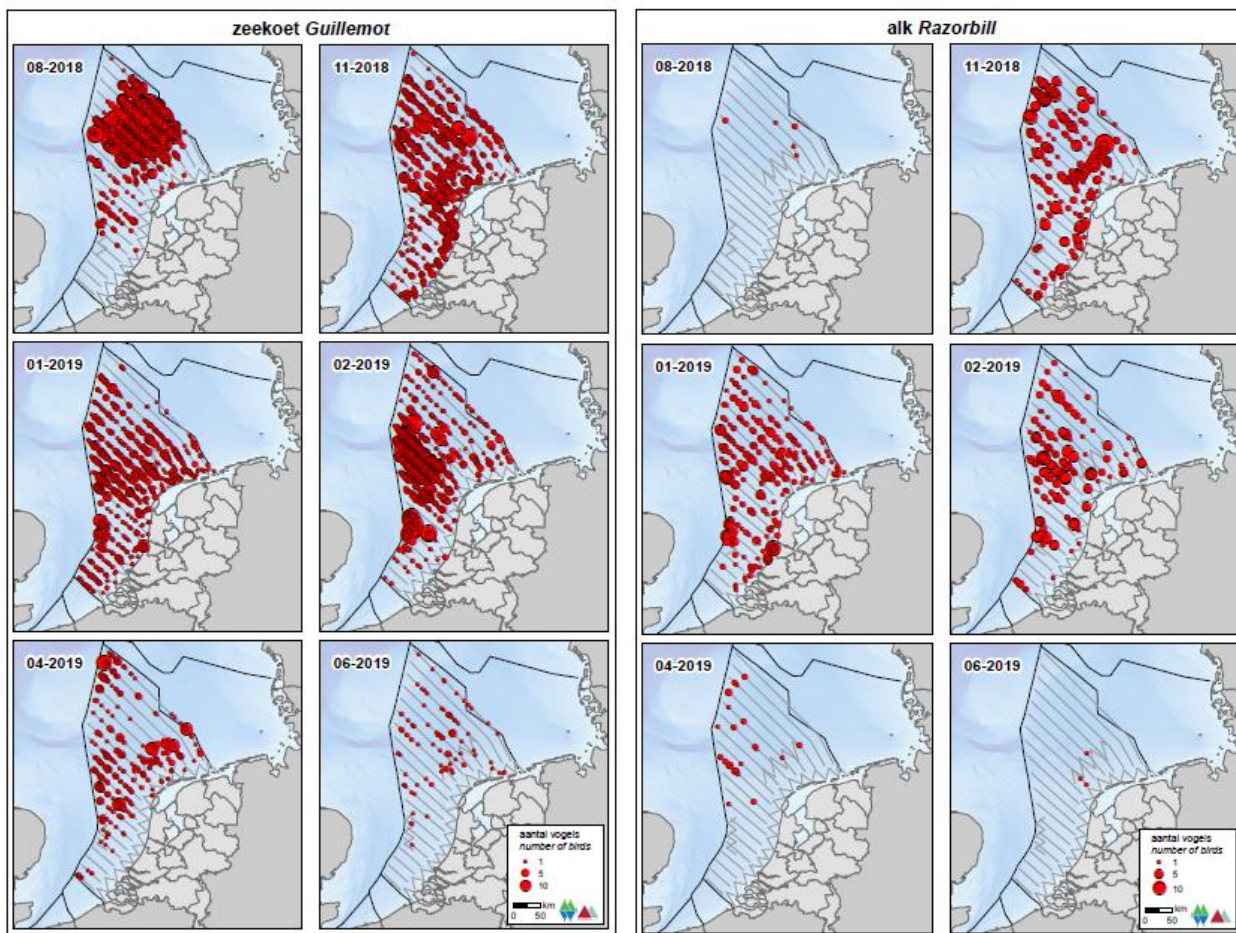 zeekoet Guillemot
08-2018
11-2018
01-2019
02-2019
04-2019
06-2019
aantal vogels
number of birds
1
5
10
km
0 50
alk Razorbill
08-2018
11-2018
01-2019
02-2019
04-2019
06-2019
aantal vogels
number of birds
1
5
10
km
0 50